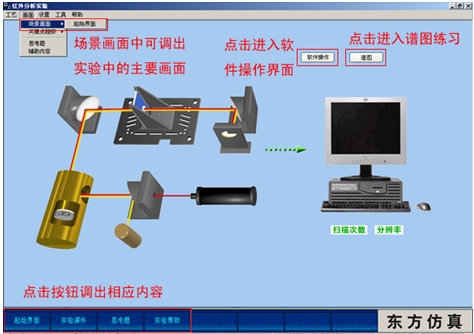 红外分析实验
工艺 画面 设置 工具 帮助
场景画面 起始界面
关键点趋势
思考题
辅助内容
场景画面中可调出
实验中的主要画面
点击进入软
件操作界面
点击进入谱图练习
软件操作
谱图
扫描次数 分辨率
点击按钮调出相应内容
起始界面 实验课件 思考题 实验帮助
东方仿真